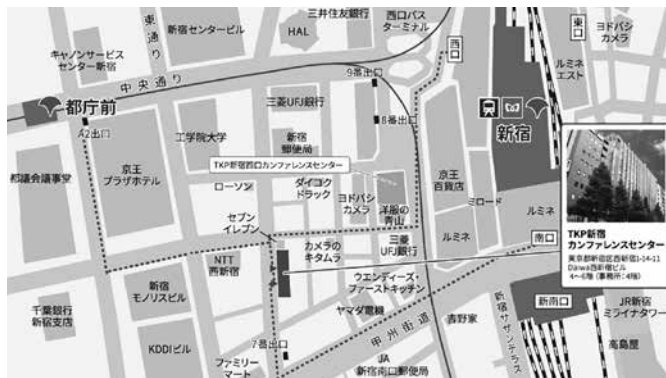 東通り
新宿センタービル
三井住友銀行
HAL
西口バス
ターミナル
西口
東口
ヨドバシ
カメラ
キヤノンサービス
センター新宿
中央通り
9番出口
ルミネ
エスト
都庁前
A2出口
三菱UFJ銀行
8番出口
新宿
工学院大学
新宿
郵便局
TKP新宿西口カンファレンスセンター
都議会議事堂
京王
プラザホテル
ローソン
ダイコク
ドラッグ
ヨドバシ
カメラ
洋服の
青山
京王
百貨店
ミロード
ルミネ
セブン
イレブン
カメラの
キタムラ
三菱
UFJ銀行
ルミネ
南口
TKP新宿
カンファレンスセンター
東京都新宿区西新宿1-14-11
Daiwa西新宿ビル
4~6階(事務所:4階)
NTT
西新宿
新宿
モノリスビル
ウエンディーズ・
ファーストキッチン
ヤマダ電機
甲州街道
吉野家
新宿サザンテラス
新南口
JR新宿
ミライナタワー
高島屋
千葉銀行
新宿支店
KDDIビル
7番出口
ファミリー
マート
JA
新宿南口郵便局